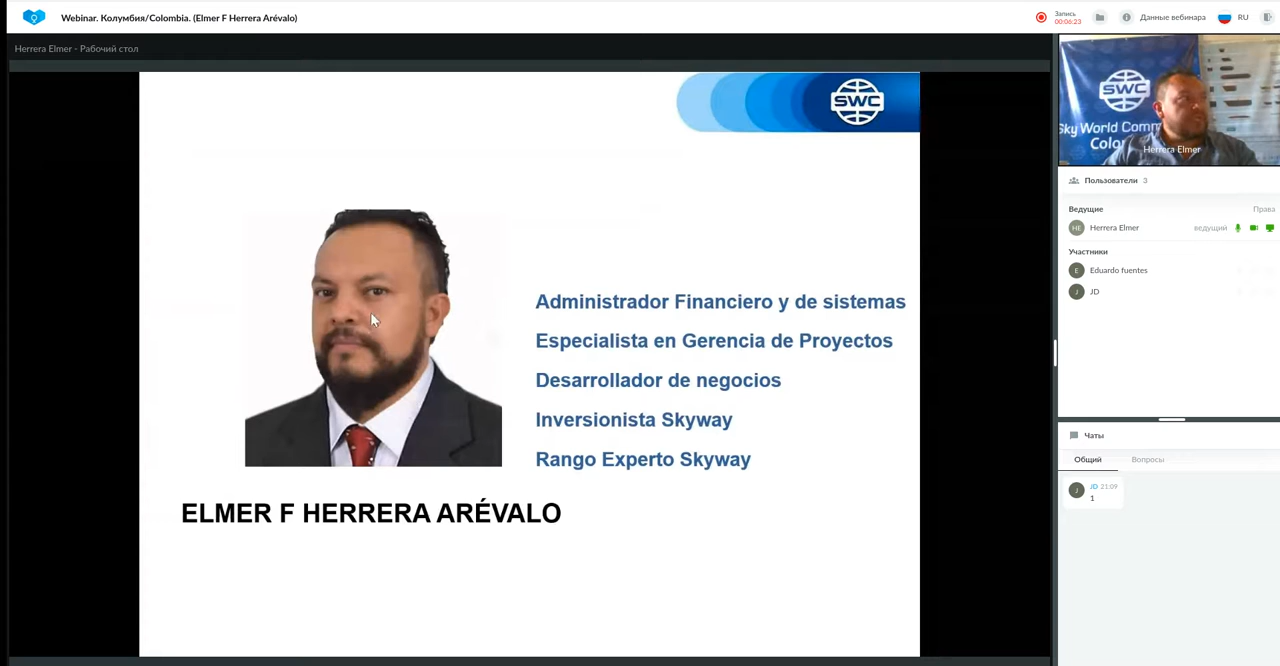 Webinar. Колумбия/Colombia. (Elmer F Herrera Arévalo)
Запись
00:06:23
Данные вебинара
RU
Herrera Elmer - Рабочий стол
SWC
Administrador Financiero y de sistemas
Especialista en Gerencia de Proyectos
Desarrollador de negocios
Inversionista Skyway
Rango Experto Skyway
ELMER F HERRERA ARÉVALO
SWC
Sky World Comm
Colo
Herrera Elmer
Пользователи 3
Ведущие Права
HE Herrera Elmer ведущий
Участники
E Eduardo fuentes
J JD
Чаты
Общий Вопросы
J JD 21:09
1